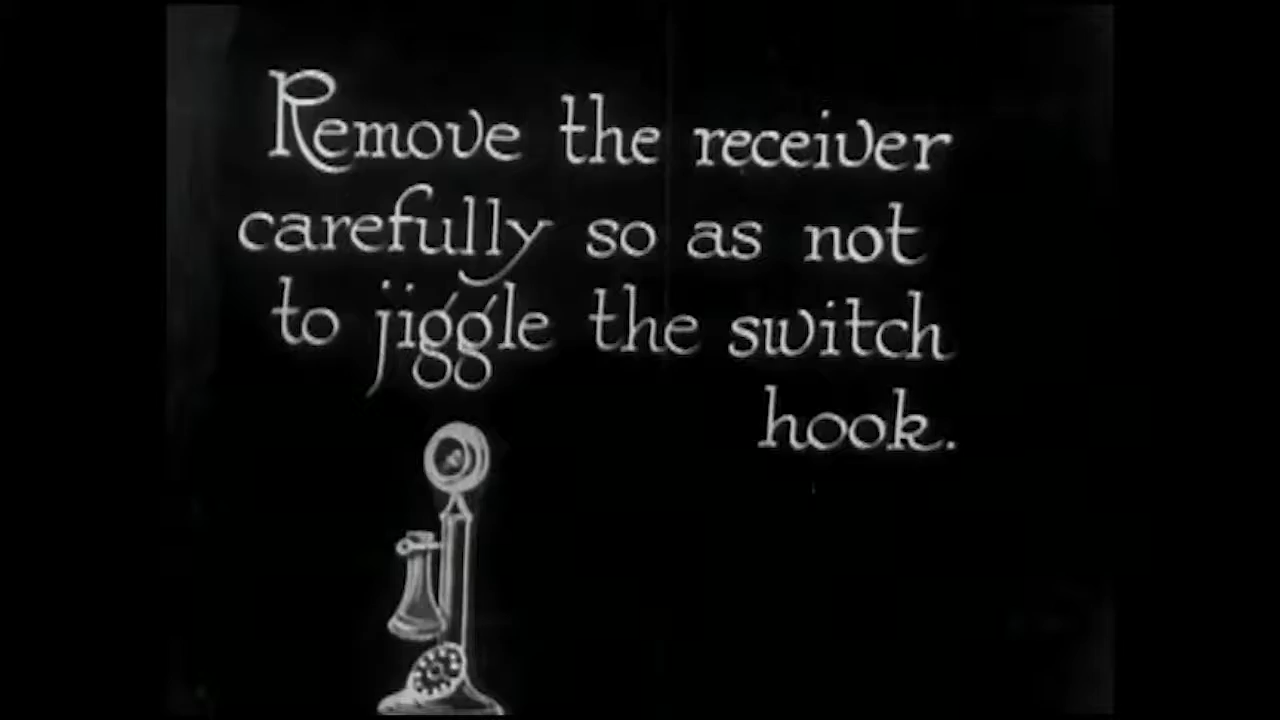 Remove the receiver
carefully so as not
to jiggle the switch
hook.